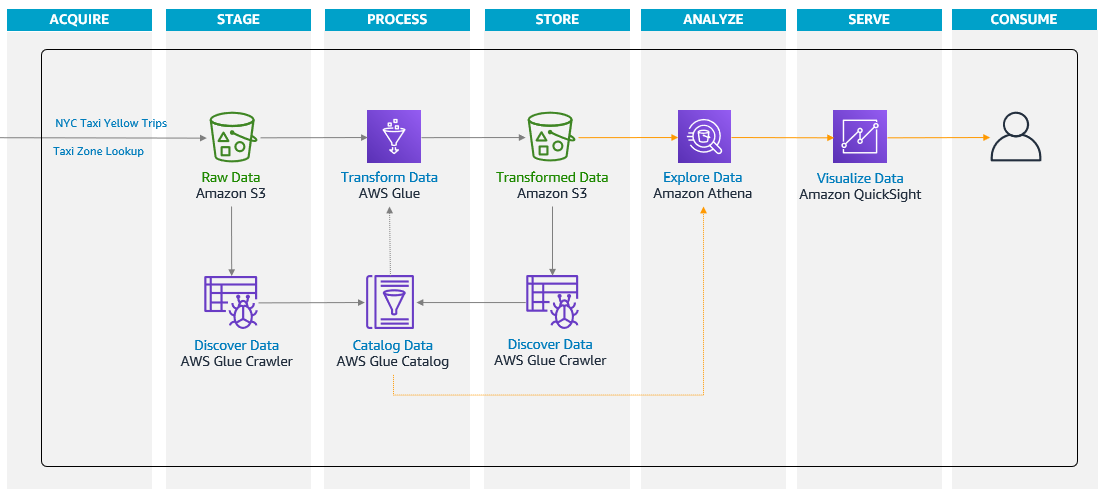 ACQUIRE
STAGE
PROCESS
STORE
ANALYZE
SERVE
CONSUME
NYC Taxi Yellow Trips
Taxi Zone Lookup
Raw Data
Amazon S3
Transform Data
AWS Glue
Transformed Data
Amazon S3
Explore Data
Amazon Athena
Visualize Data
Amazon QuickSight
Discover Data
AWS Glue Crawler
Catalog Data
AWS Glue Catalog
Discover Data
AWS Glue Crawler